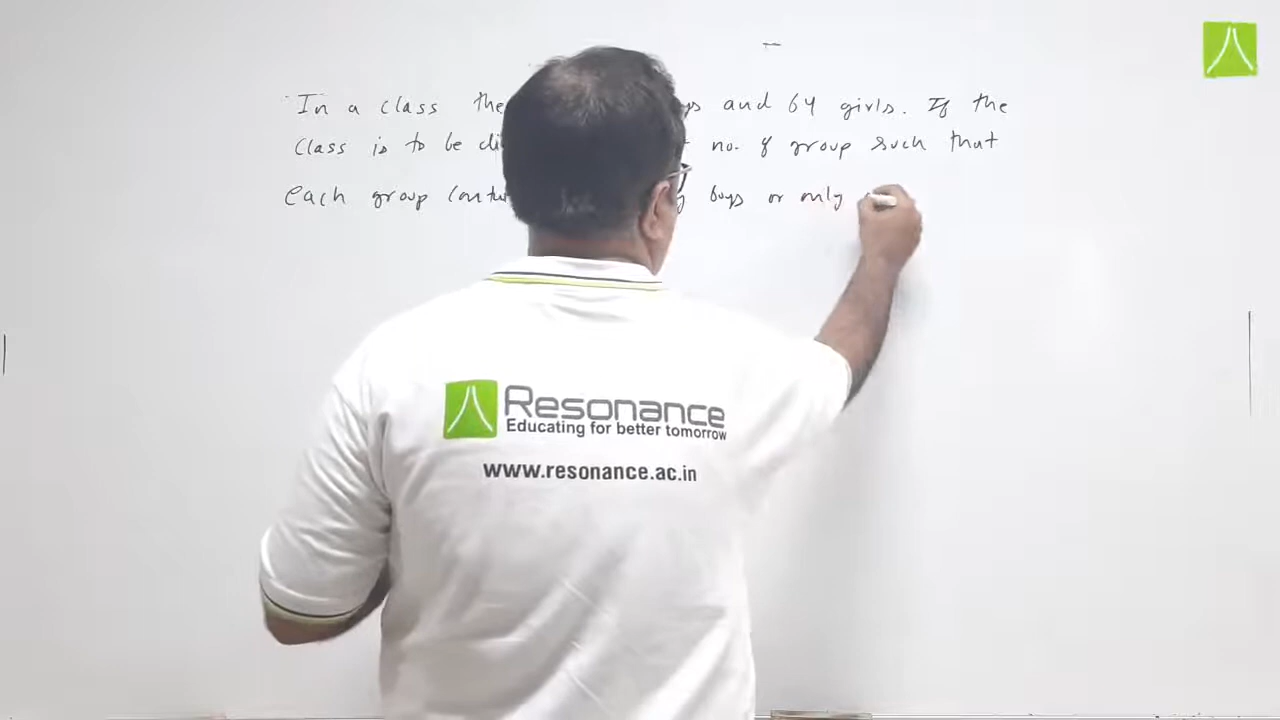 In a class the and 64 girls. If the
class is to be no. of group such that
each group only boys or only
Resonance
Educating for better tomorrow
www.resonance.ac.in